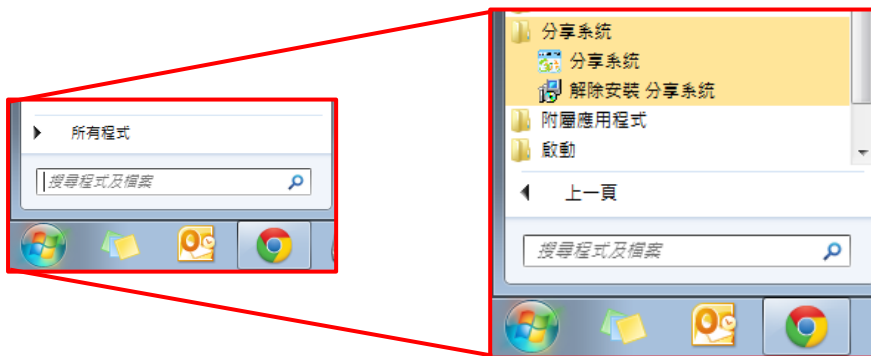 所有程式
搜尋程式及檔案
分享系統
分享系統
解除安裝 分享系統
附屬應用程式
啟動
上一頁
搜尋程式及檔案